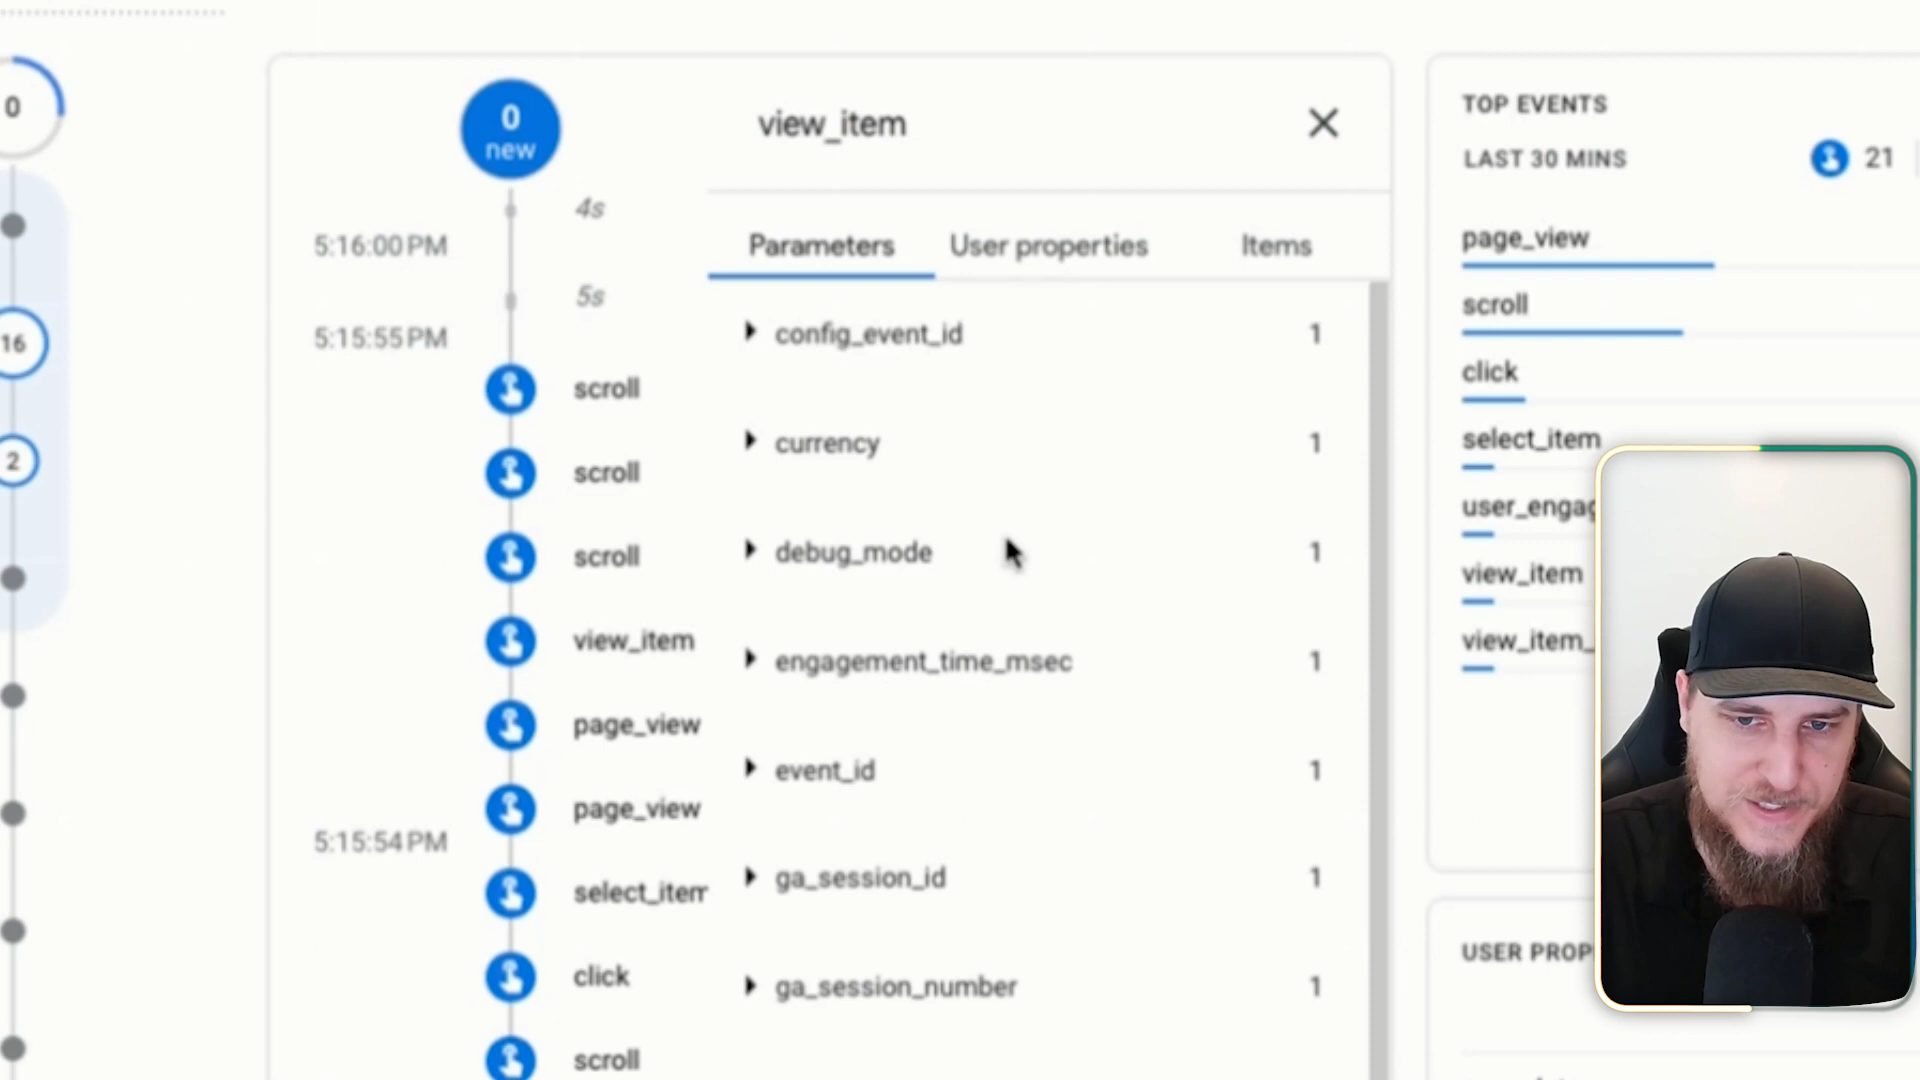 0
16
2
0
new
4s
5:16:00 PM
5s
5:15:55 PM
scroll
scroll
scroll
view_item
page_view
page_view
5:15:54 PM
select_item
click
scroll
view_item
Parameters
User properties
Items
config_event_id 1
currency 1
debug_mode 1
engagement_time_msec 1
event_id 1
ga_session_id 1
ga_session_number 1
TOP EVENTS
LAST 30 MINS
21
page_view
scroll
click
select_item
user_engag
view_item
view_item_
USER PROP